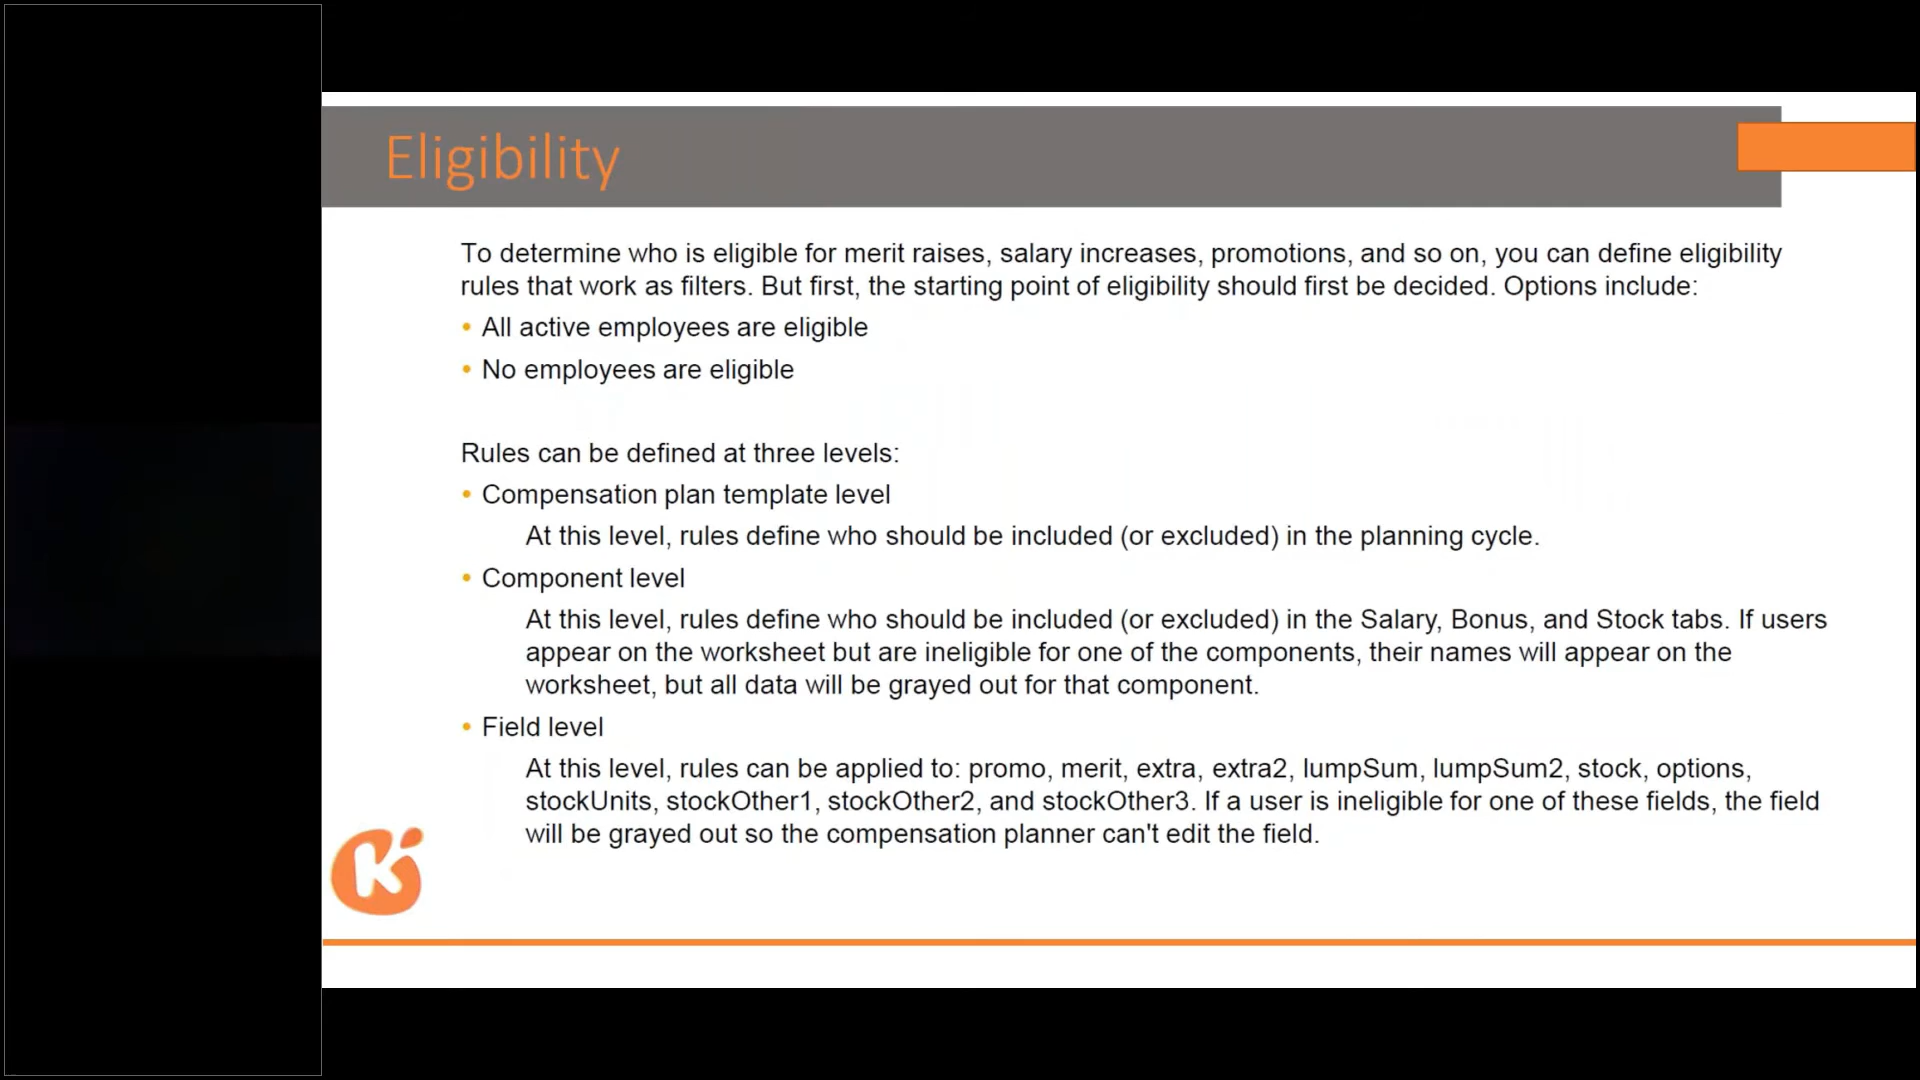 Eligibility
To determine who is eligible for merit raises, salary increases, promotions, and so on, you can define eligibility
rules that work as filters. But first, the starting point of eligibility should first be decided. Options include:
• All active employees are eligible
• No employees are eligible
Rules can be defined at three levels:
• Compensation plan template level
At this level, rules define who should be included (or excluded) in the planning cycle.
• Component level
At this level, rules define who should be included (or excluded) in the Salary, Bonus, and Stock tabs. If users
appear on the worksheet but are ineligible for one of the components, their names will appear on the
worksheet, but all data will be grayed out for that component.
• Field level
At this level, rules can be applied to: promo, merit, extra, extra2, lumpSum, lumpSum2, stock, options,
stockUnits, stockOther1, stockOther2, and stockOther3. If a user is ineligible for one of these fields, the field
will be grayed out so the compensation planner can't edit the field.
K